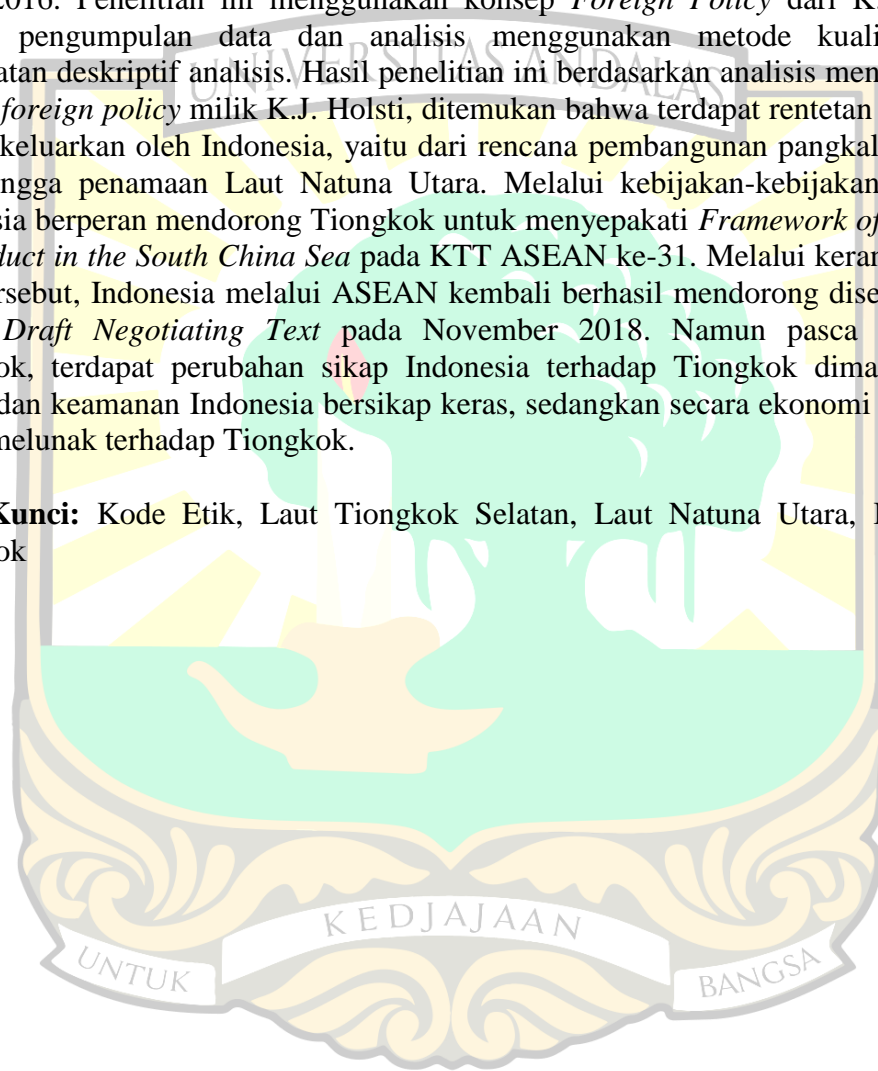 2016. Penelitian ini menggunakan konsep Foreign Policy dari K.
pengumpulan data dan analisis menggunakan metode kuali
atan deskriptif analisis. Hasil penelitian ini berdasarkan analisis men
foreign policy milik K.J. Holsti, ditemukan bahwa terdapat rentetan
keluarkan oleh Indonesia, yaitu dari rencana pembangunan pangkal
ngga penamaan Laut Natuna Utara. Melalui kebijakan-kebijakan
sia berperan mendorong Tiongkok untuk menyepakati Framework of
duct in the South China Sea pada KTT ASEAN ke-31. Melalui keran
rsebut, Indonesia melalui ASEAN kembali berhasil mendorong dise
Draft Negotiating Text pada November 2018. Namun pasca
ok, terdapat perubahan sikap Indonesia terhadap Tiongkok dima
dan keamanan Indonesia bersikap keras, sedangkan secara ekonomi
melunak terhadap Tiongkok.
Kunci: Kode Etik, Laut Tiongkok Selatan, Laut Natuna Utara,
ok
UNIVERSITAS ANDALAS
UNTUK KEDJAJAAN BANGSA